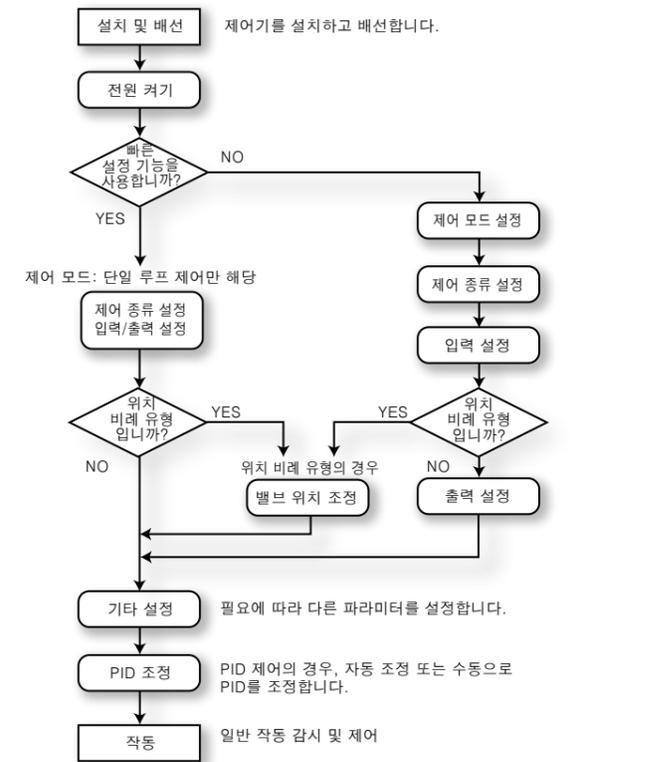 설치 및 배선
제어기를 설치하고 배선합니다.
전원 켜기
빠른
설정 기능을
사용합니까?
NO
YES
제어 모드: 단일 루프 제어만 해당
제어 종류 설정
입력/출력 설정
제어 모드 설정
제어 종류 설정
입력 설정
위치
비례 유형
입니까?
YES
NO
위치
비례 유형
입니까?
YES
NO
위치 비례 유형의 경우
밸브 위치 조정
출력 설정
기타 설정
필요에 따라 다른 파라미터를 설정합니다.
PID 조정
PID 제어의 경우, 자동 조정 또는 수동으로
PID를 조정합니다.
작동
일반 작동 감시 및 제어